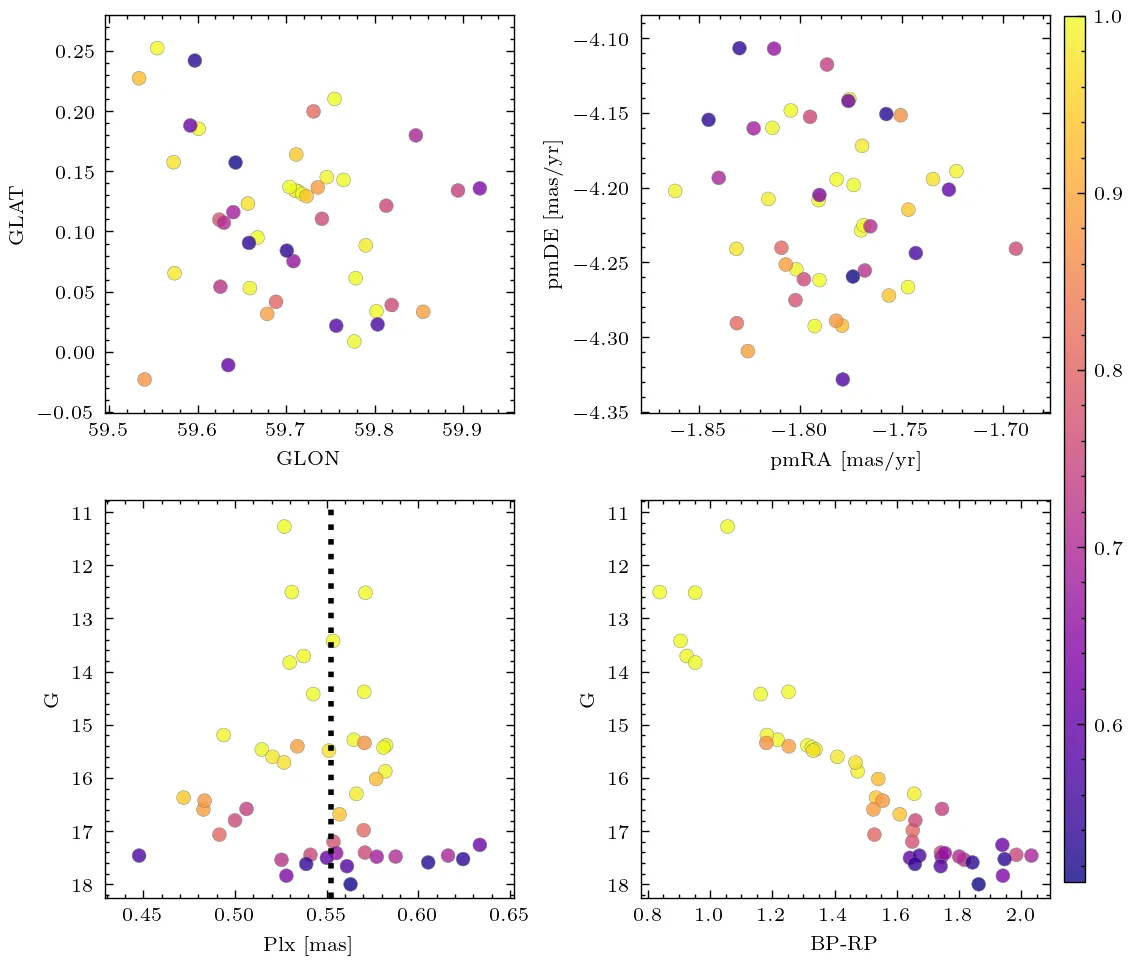 0.25
0.20
0.15
0.10
0.05
0.00
−0.05
GLAT
59.5 59.6 59.7 59.8 59.9
GLON
−4.10
−4.15
−4.20
−4.25
−4.30
−4.35
pmDE [mas/yr]
−1.85 −1.80 −1.75 −1.70
pmRA [mas/yr]
1.0
0.9
0.8
0.7
0.6
11
12
13
14
15
16
17
18
G
0.45 0.50 0.55 0.60 0.65
Plx [mas]
11
12
13
14
15
16
17
18
G
0.8 1.0 1.2 1.4 1.6 1.8 2.0
BP-RP